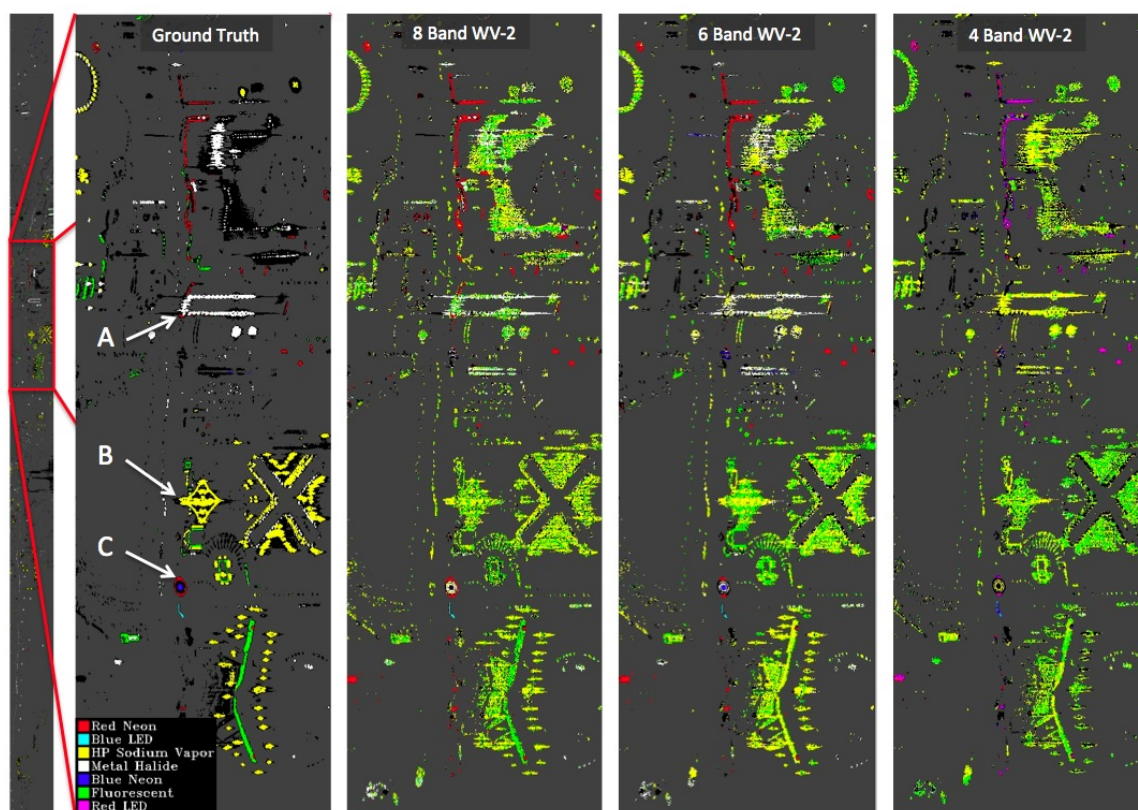 Ground Truth
8 Band WV-2
6 Band WV-2
4 Band WV-2
A
B
C
Red Neon
Blue LED
HP Sodium Vapor
Metal Halide
Blue Neon
Fluorescent
Red LED